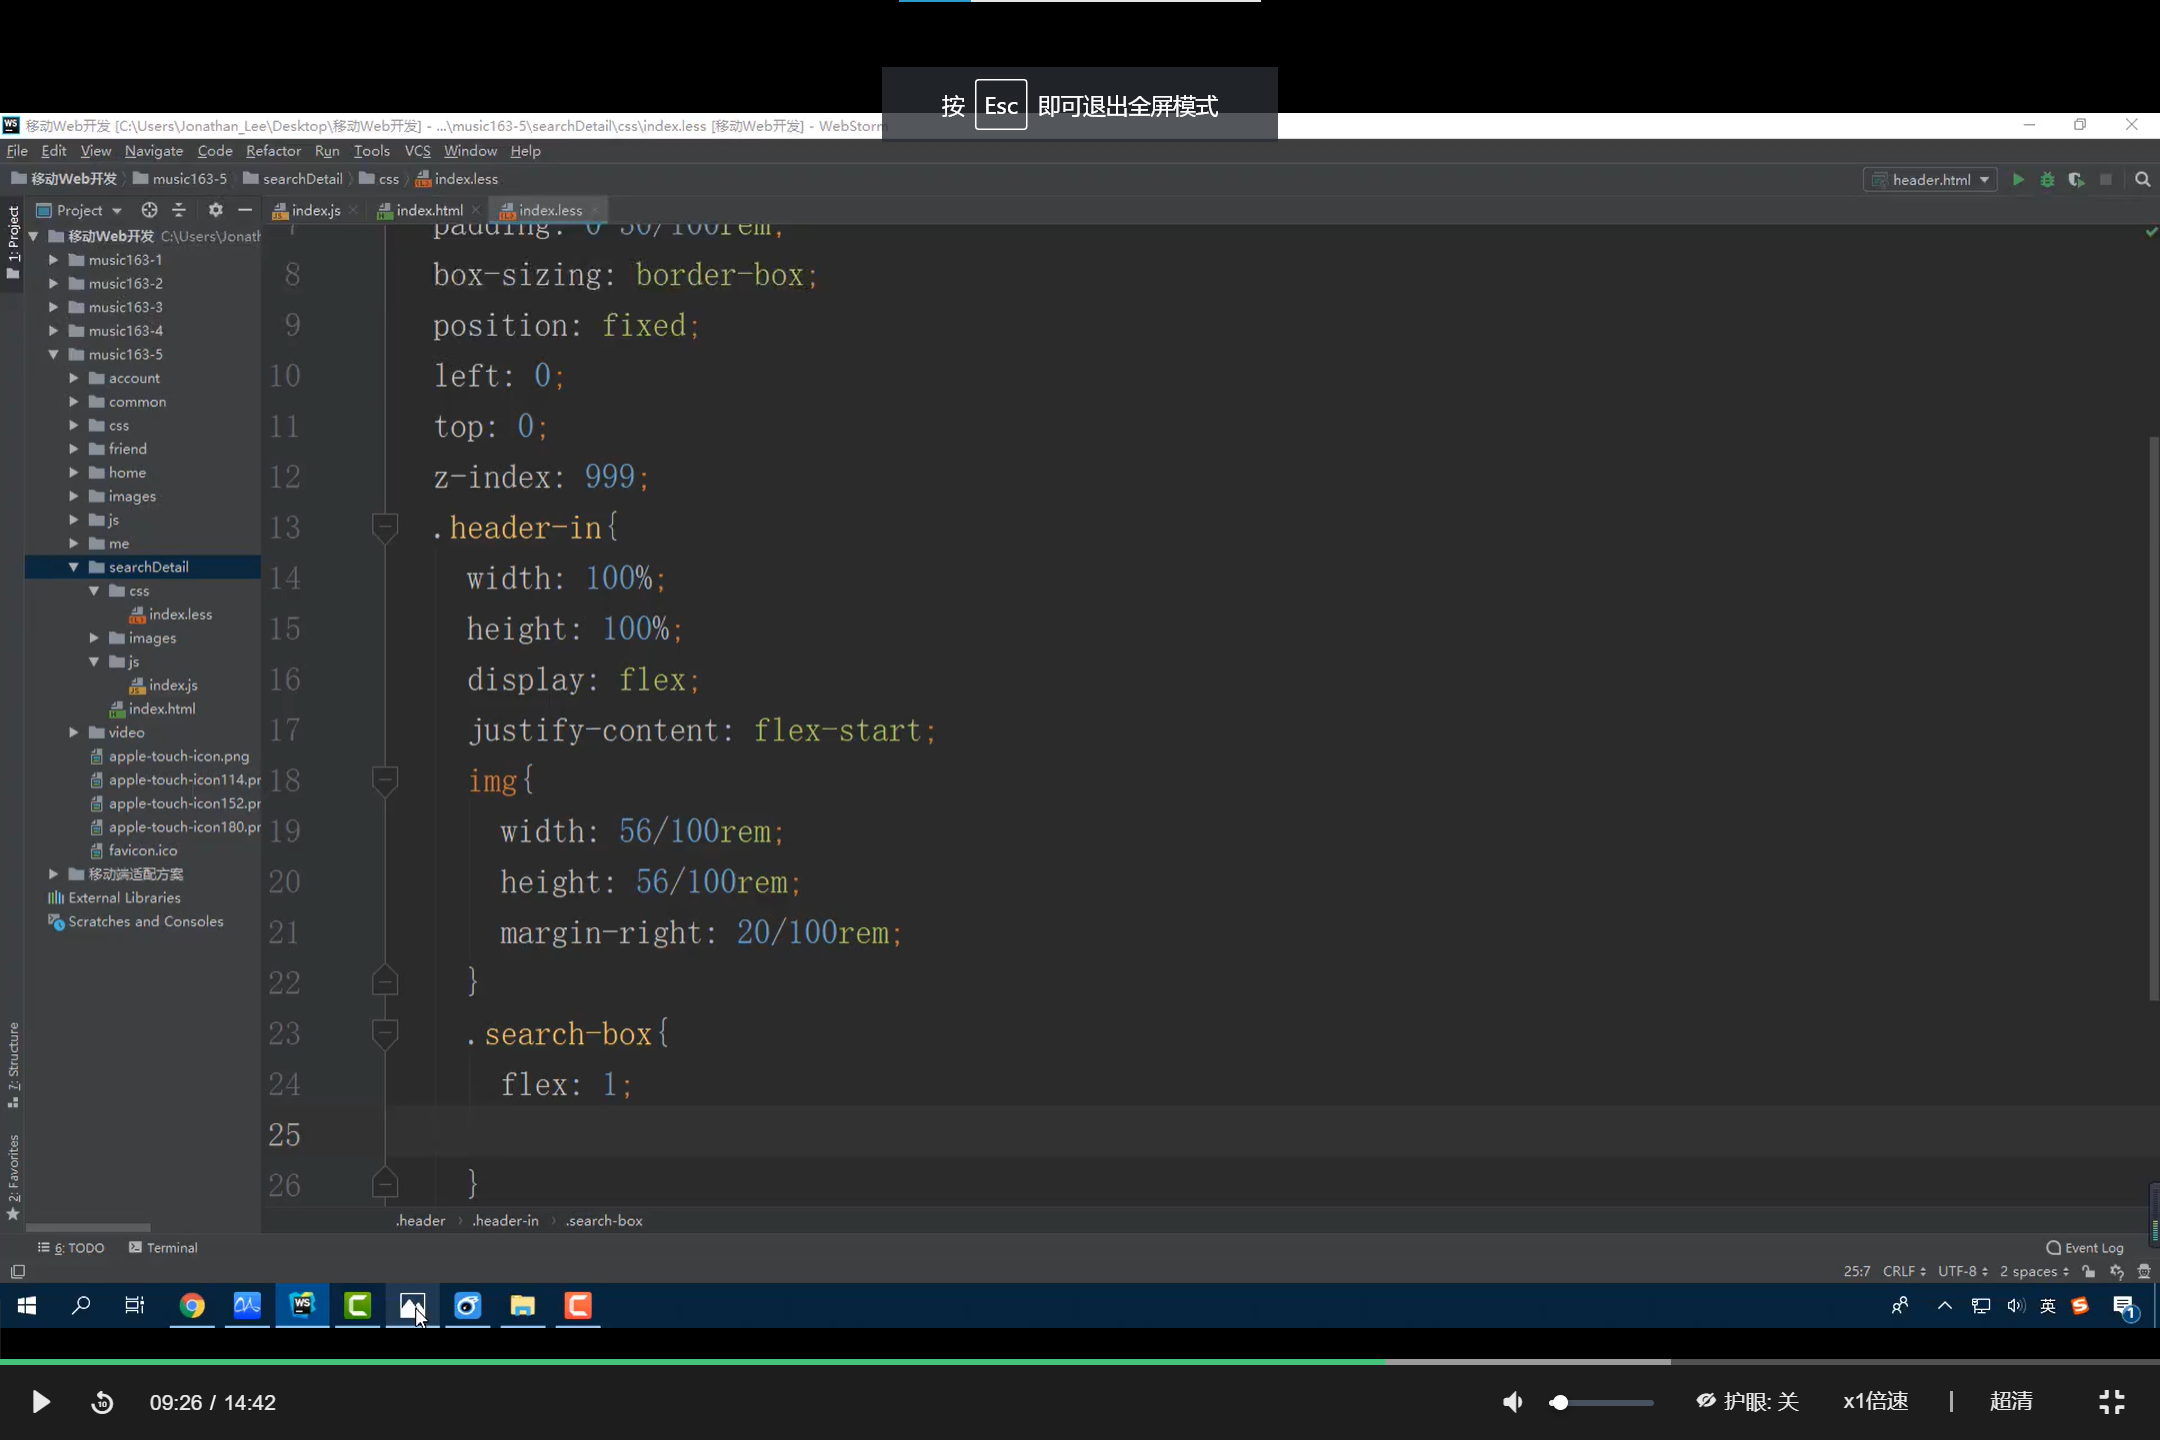 按 Esc 即可退出全屏模式
移动Web开发 [C:\Users\Jonathan_Lee\Desktop\移动Web开发] - ...\music163-5\searchDetail\css\index.less [移动Web开发] - WebStorm
File Edit View Navigate Code Refactor Run Tools VCS Window Help
移动Web开发 music163-5 searchDetail css index.less header.html
Project index.js index.html index.less
1: Project
移动Web开发 C:\Users\Jonath
music163-1
music163-2
music163-3
music163-4
music163-5
account
common
css
friend
home
images
js
me
searchDetail
css
index.less
images
js
index.js
index.html
video
apple-touch-icon.png
apple-touch-icon114.pr
apple-touch-icon152.pr
apple-touch-icon180.pr
favicon.ico
移动端适配方案
External Libraries
Scratches and Consoles
7: Structure
2: Favorites
8 box-sizing: border-box;
9 position: fixed;
10 left: 0;
11 top: 0;
12 z-index: 999;
13 .header-in{
14 width: 100%;
15 height: 100%;
16 display: flex;
17 justify-content: flex-start;
18 img{
19 width: 56/100rem;
20 height: 56/100rem;
21 margin-right: 20/100rem;
22 }
23 .search-box{
24 flex: 1;
25
26 }
.header .header-in .search-box
6: TODO Terminal Event Log
25:7 CRLF UTF-8 2 spaces
英
1
09:26 / 14:42 护眼: 关 x1倍速 | 超清